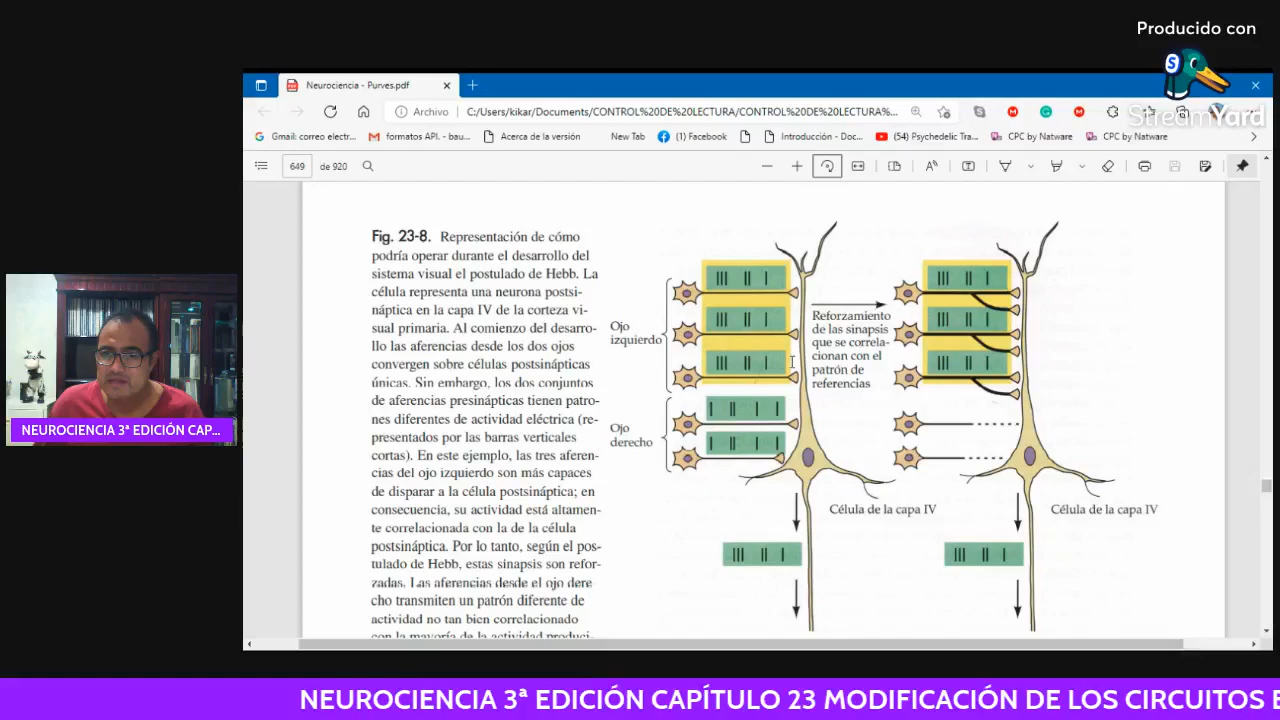 Producido con
StreamYard
Neurociencia - Purves.pdf
Archivo
C:/Users/kikar/Documents/CONTROL%20DE%20LECTURA/CONTROL%20DE%20LECTURA%...
Gmail: correo electr...
formatos API. - bau...
Acerca de la versión
New Tab
(1) Facebook
Introducción - Doc...
(54) Psychedelic Tra...
CPC by Natware
CPC by Natware
649
de 920
Fig. 23-8. Representación de cómo
podría operar durante el desarrollo del
sistema visual el postulado de Hebb. La
célula representa una neurona postsi-
náptica en la capa IV de la corteza vi-
sual primaria. Al comienzo del desarro-
llo las aferencias desde los dos ojos
convergen sobre células postsinápticas
únicas. Sin embargo, los dos conjuntos
de aferencias presinápticas tienen patro-
nes diferentes de actividad eléctrica (re-
presentados por las barras verticales
cortas). En este ejemplo, las tres aferen-
cias del ojo izquierdo son más capaces
de disparar a la célula postsináptica; en
consecuencia, su actividad está altamen-
te correlacionada con la de la célula
postsináptica. Por lo tanto, según el pos-
tulado de Hebb, estas sinapsis son refor-
zadas. Las aferencias desde el ojo dere
cho transmiten un patrón diferente de
actividad no tan bien correlacionado
con la mayoría de la actividad produci-
Ojo
izquierdo
Ojo
derecho
Reforzamiento
de las sinapsis
que se correla-
cionan con el
patrón de
referencias
Célula de la capa IV
Célula de la capa IV
NEUROCIENCIA 3ª EDICIÓN CAP...
NEUROCIENCIA 3ª EDICIÓN CAPÍTULO 23 MODIFICACIÓN DE LOS CIRCUITOS